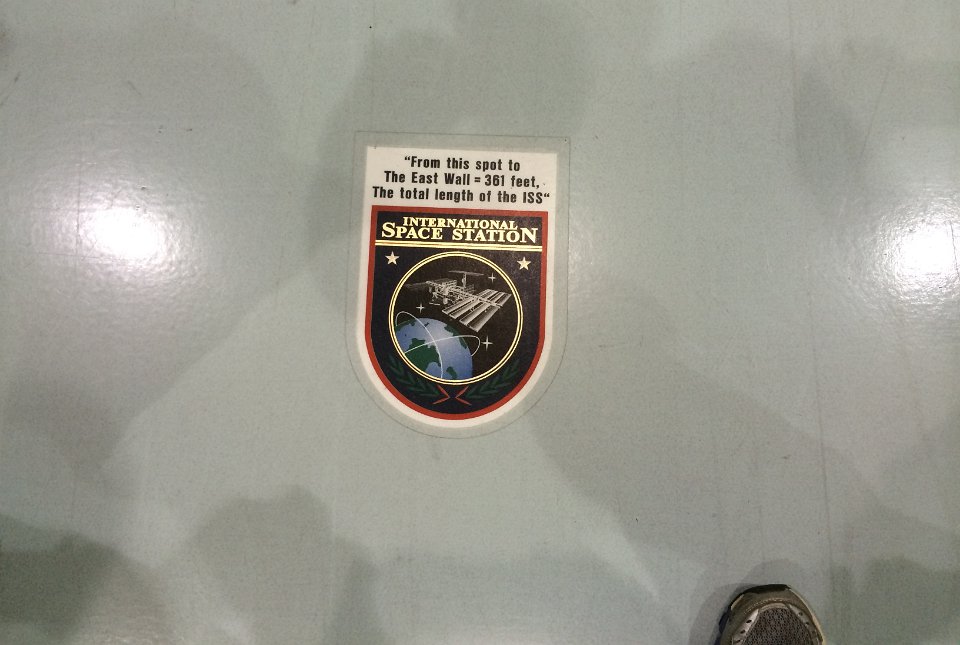 “From this spot to
The East Wall = 361 feet,
The total length of the ISS“
INTERNATIONAL
SPACE STATION